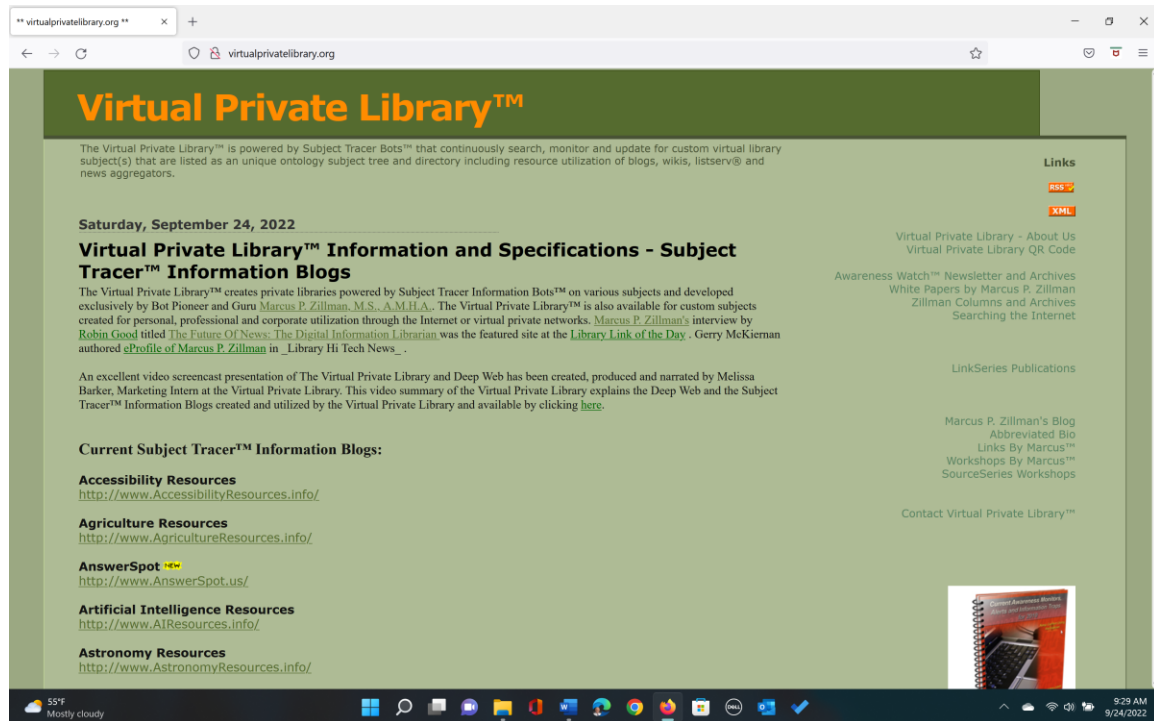 ** virtualprivatelibrary.org **
virtualprivatelibrary.org
Virtual Private Library™
The Virtual Private Library™ is powered by Subject Tracer Bots™ that continuously search, monitor and update for custom virtual library
subject(s) that are listed as an unique ontology subject tree and directory including resource utilization of blogs, wikis, listserv® and
news aggregators.
Saturday, September 24, 2022
Virtual Private Library™ Information and Specifications - Subject
Tracer™ Information Blogs
The Virtual Private Library™ creates private libraries powered by Subject Tracer Information Bots™ on various subjects and developed
exclusively by Bot Pioneer and Guru Marcus P. Zillman, M.S., A.M.H.A.. The Virtual Private Library™ is also available for custom subjects
created for personal, professional and corporate utilization through the Internet or virtual private networks. Marcus P. Zillman's interview by
Robin Good titled The Future Of News: The Digital Information Librarian was the featured site at the Library Link of the Day . Gerry McKiernan
authored eProfile of Marcus P. Zillman in _Library Hi Tech News_ .
An excellent video screencast presentation of The Virtual Private Library and Deep Web has been created, produced and narrated by Melissa
Barker, Marketing Intern at the Virtual Private Library. This video summary of the Virtual Private Library explains the Deep Web and the Subject
Tracer™ Information Blogs created and utilized by the Virtual Private Library and available by clicking here.
Current Subject Tracer™ Information Blogs:
Accessibility Resources
http://www.AccessibilityResources.info/
Agriculture Resources
http://www.AgricultureResources.info/
AnswerSpot NEW
http://www.AnswerSpot.us/
Artificial Intelligence Resources
http://www.AIResources.info/
Astronomy Resources
http://www.AstronomyResources.info/
Links
RSS
XML
Virtual Private Library - About Us
Virtual Private Library QR Code
Awareness Watch™ Newsletter and Archives
White Papers by Marcus P. Zillman
Zillman Columns and Archives
Searching the Internet
LinkSeries Publications
Marcus P. Zillman's Blog
Abbreviated Bio
Links By Marcus™
Workshops By Marcus™
SourceSeries Workshops
Contact Virtual Private Library™
Current Awareness Monitors
55°F
Mostly cloudy
DELL
9:29 AM
9/24/2022